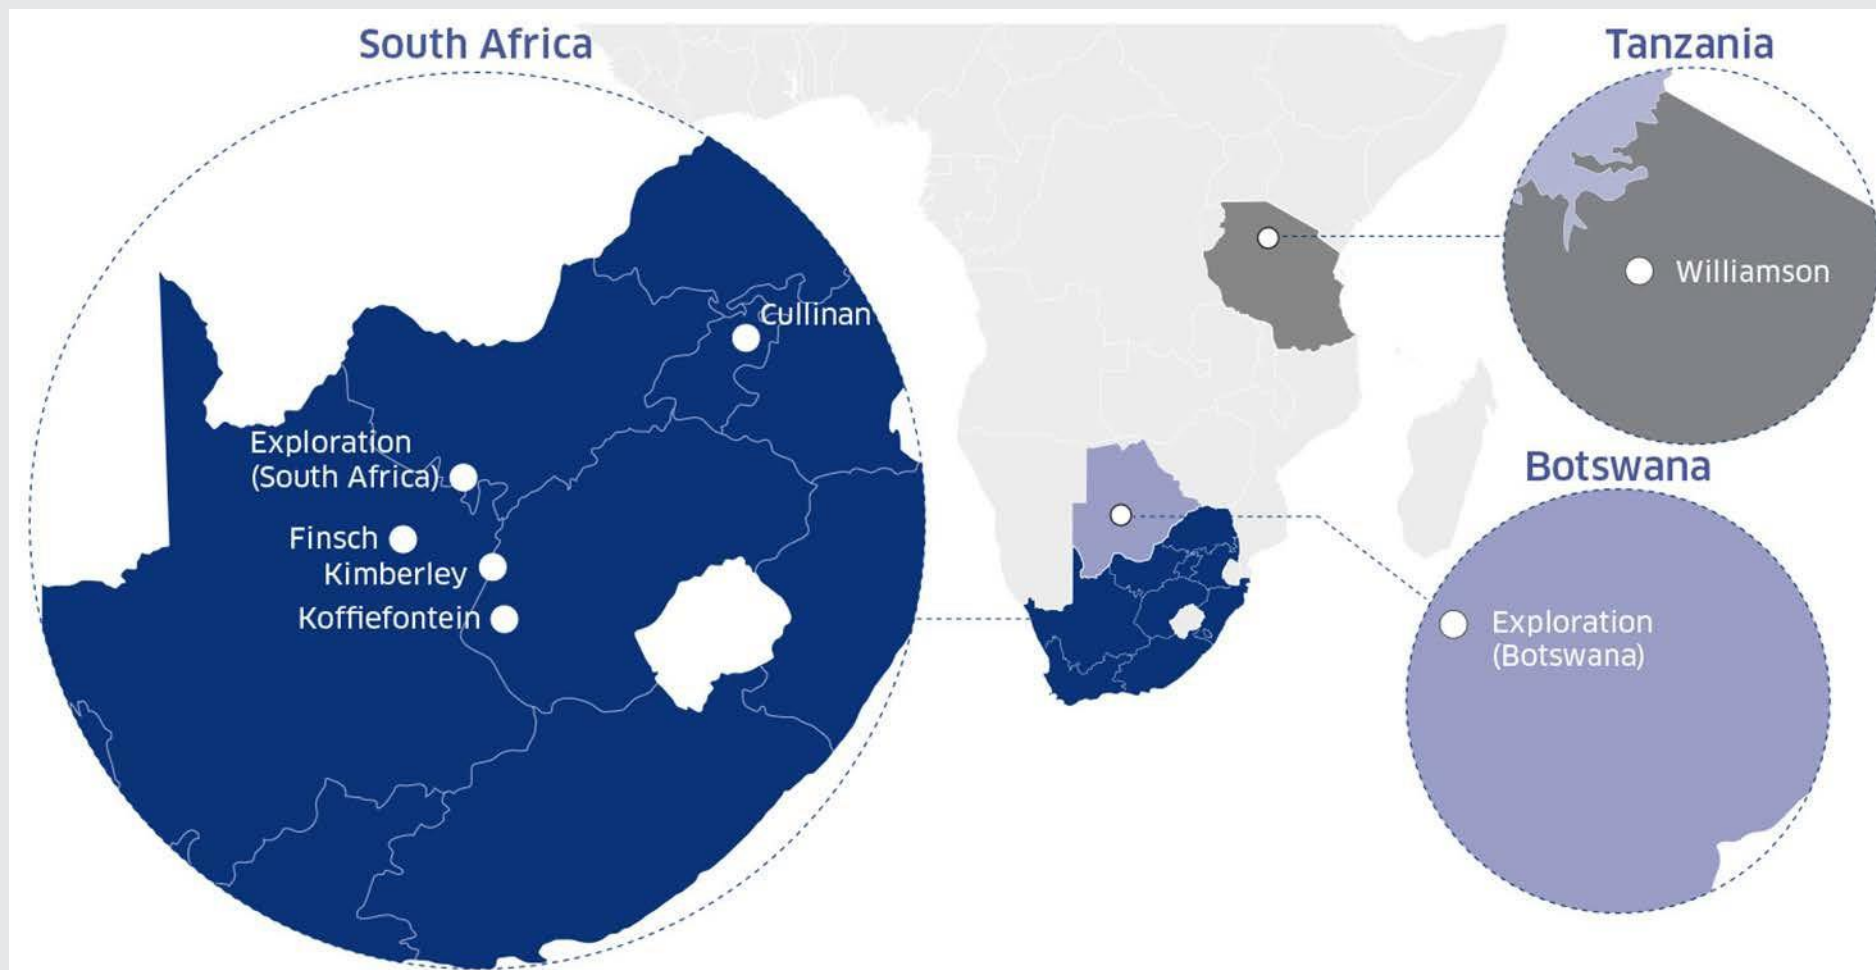 South Africa
Cullinan
Exploration
(South Africa)
Finsch
Kimberley
Koffiefontein
Tanzania
Williamson
Botswana
Exploration
(Botswana)